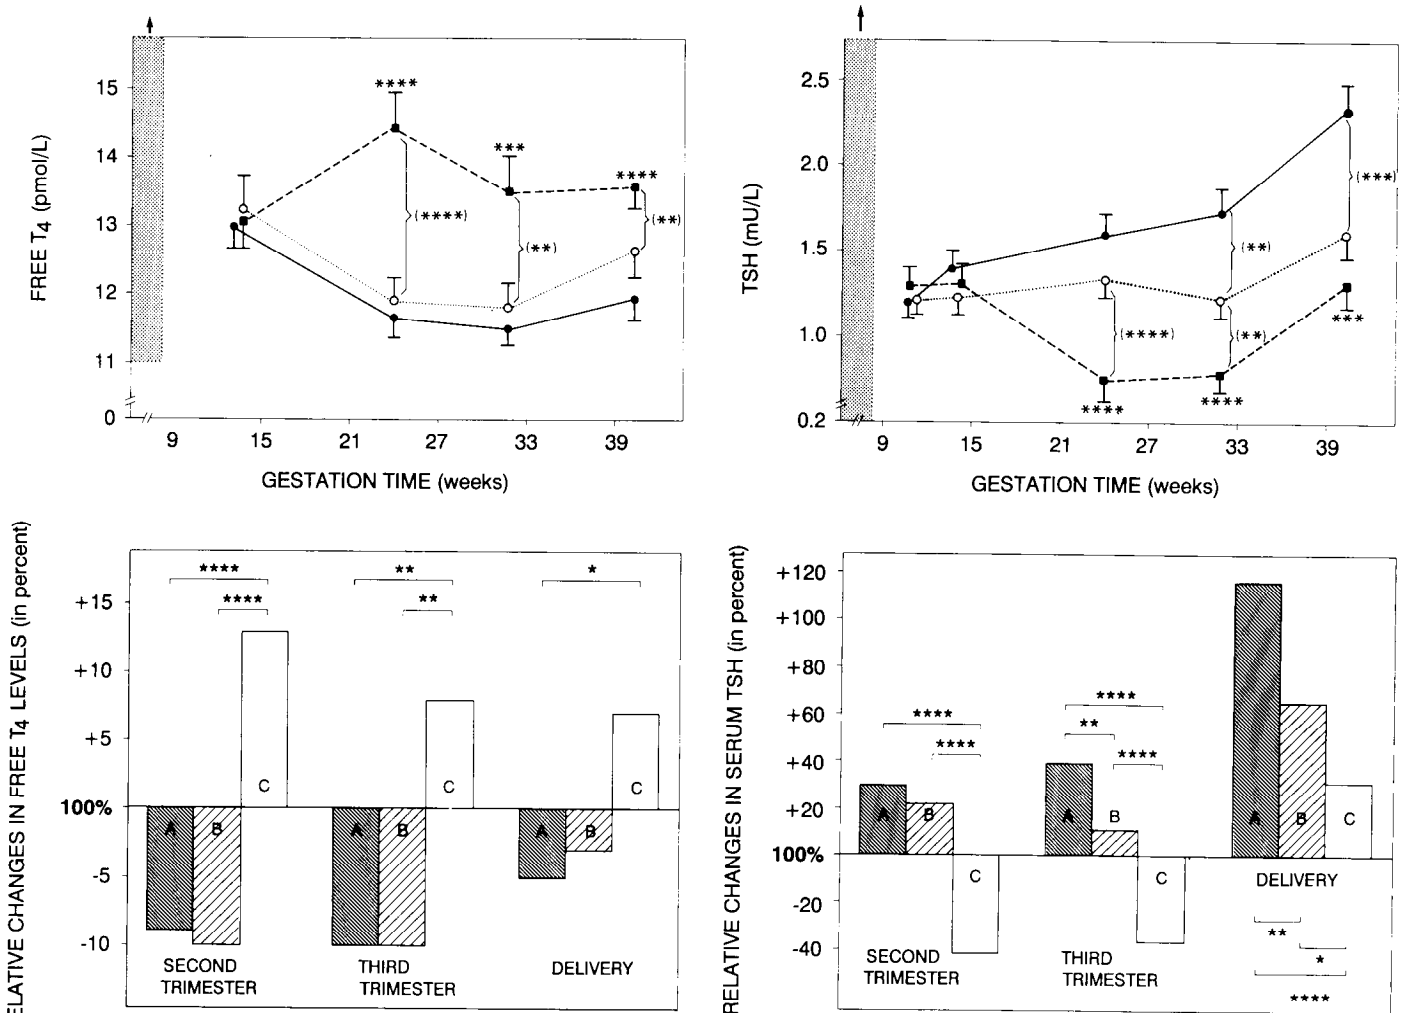 FREE T4 (pmol/L)
15
14
13
12
11
0
****
***
****
(****)
(**)
(**)
9 15 21 27 33 39
GESTATION TIME (weeks)
TSH (mU/L)
2.5
2.0
1.5
1.0
0.2
(***)
(**)
(****)
(**)
***
****
****
9 15 21 27 33 39
GESTATION TIME (weeks)
ELATIVE CHANGES IN FREE T4 LEVELS (in percent)
+15
+10
+5
100%
-5
-10
**** ** *
**** **
C C C
A B A B A B
SECOND TRIMESTER
THIRD TRIMESTER
DELIVERY
RELATIVE CHANGES IN SERUM TSH (in percent)
+120
+100
+80
+60
+40
+20
100%
-20
-40
****
****
****
**
****
A B C
A B C
A B C
SECOND TRIMESTER
THIRD TRIMESTER
DELIVERY
**
*
****